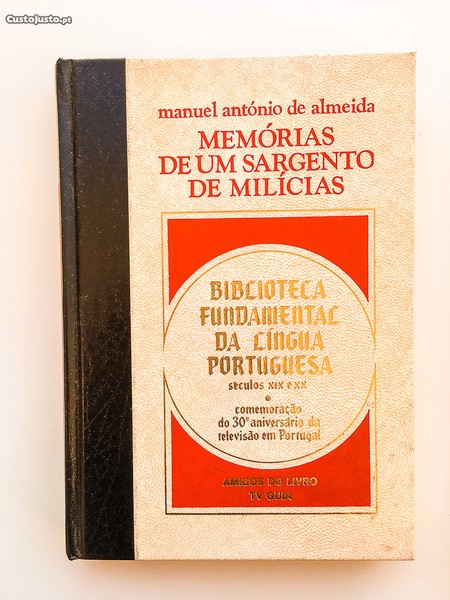 CustoJusto.pt
manuel antónio de almeida
MEMÓRIAS
DE UM SARGENTO
DE MILÍCIAS
BIBLIOTECA
FUNDAMENTAL
DA LÍNGUA
PORTUGUESA
séculos XIX e XX
comemoração
do 30º aniversário da
televisão em Portugal
AMIGOS DO LIVRO
TV GUIA